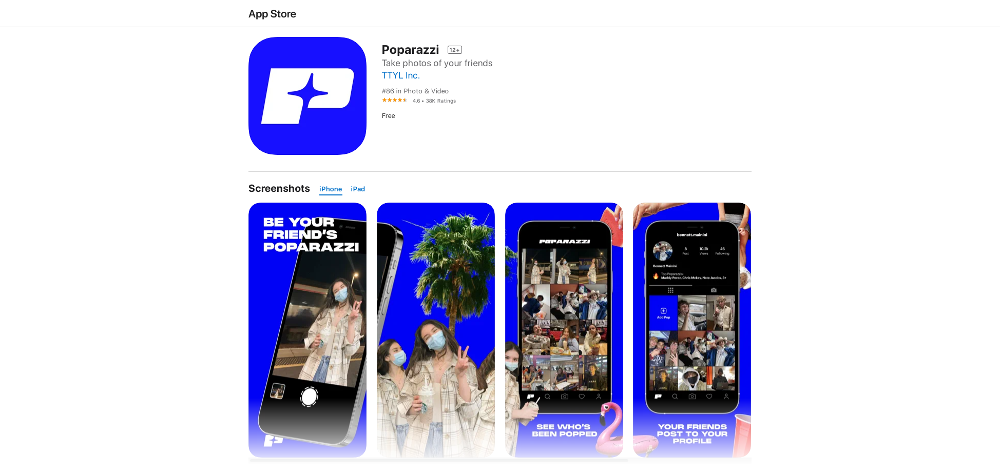 App Store
Poparazzi 12+
Take photos of your friends
TTYL Inc.
#86 in Photo & Video
4.6 • 38K Ratings
Free
Screenshots iPhone iPad
BE YOUR
FRIEND'S
POPARAZZI
POPARAZZI
SEE WHO'S
BEEN POPPED
bennett.mainini
8 10.2k 46
Post Views Following
Bennett Mainini
Top Poparazzis:
Maddy Perez, Chris Mckay, Nate Jacobs, 3+
Add Pop
YOUR FRIENDS
POST TO YOUR
PROFILE